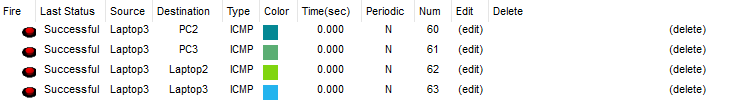 Fire Last Status Source Destination Type Color Time(sec) Periodic Num Edit Delete
Successful Laptop3 PC2 ICMP 0.000 N 60 (edit) (delete)
Successful Laptop3 PC3 ICMP 0.000 N 61 (edit) (delete)
Successful Laptop3 Laptop2 ICMP 0.000 N 62 (edit) (delete)
Successful Laptop3 Laptop3 ICMP 0.000 N 63 (edit) (delete)